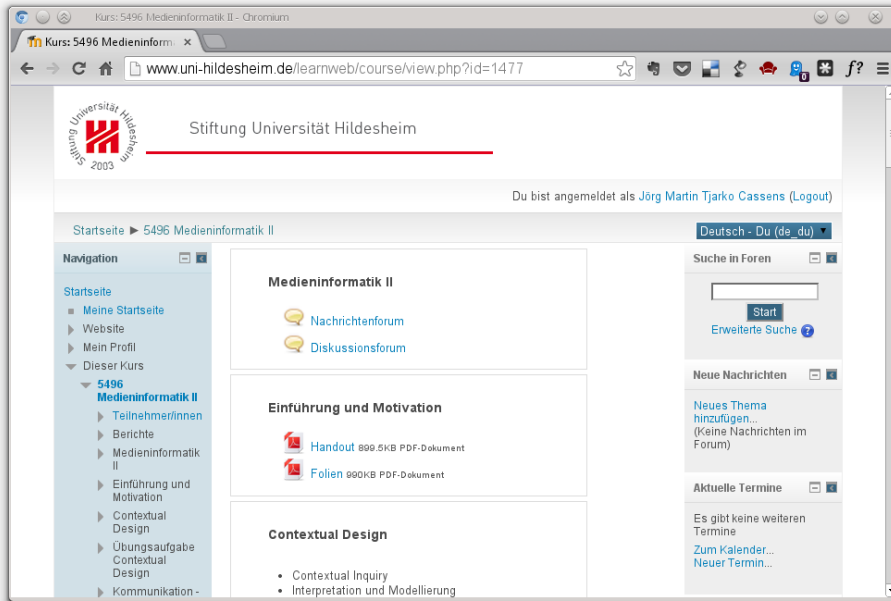 Kurs: 5496 Medieninformatik II - Chromium
Kurs: 5496 Medieninform
www.uni-hildesheim.de/learnweb/course/view.php?id=1477
0
f?
Stiftung Universität Hildesheim
2003
Stiftung Universität Hildesheim
Du bist angemeldet als Jörg Martin Tjarko Cassens (Logout)
Startseite ► 5496 Medieninformatik II
Deutsch - Du (de_du)
Navigation
Startseite
Meine Startseite
Website
Mein Profil
Dieser Kurs
5496
Medieninformatik II
Teilnehmer/innen
Berichte
Medieninformatik
II
Einführung und
Motivation
Contextual
Design
Übungsaufgabe
Contextual
Design
Kommunikation -
Medieninformatik II
Nachrichtenforum
Diskussionsforum
Einführung und Motivation
Handout 899.5KB PDF-Dokument
Folien 990KB PDF-Dokument
Contextual Design
• Contextual Inquiry
• Interpretation und Modellierung
Suche in Foren
Start
Erweiterte Suche ?
Neue Nachrichten
Neues Thema
hinzufügen...
(Keine Nachrichten im
Forum)
Aktuelle Termine
Es gibt keine weiteren
Termine
Zum Kalender...
Neuer Termin...